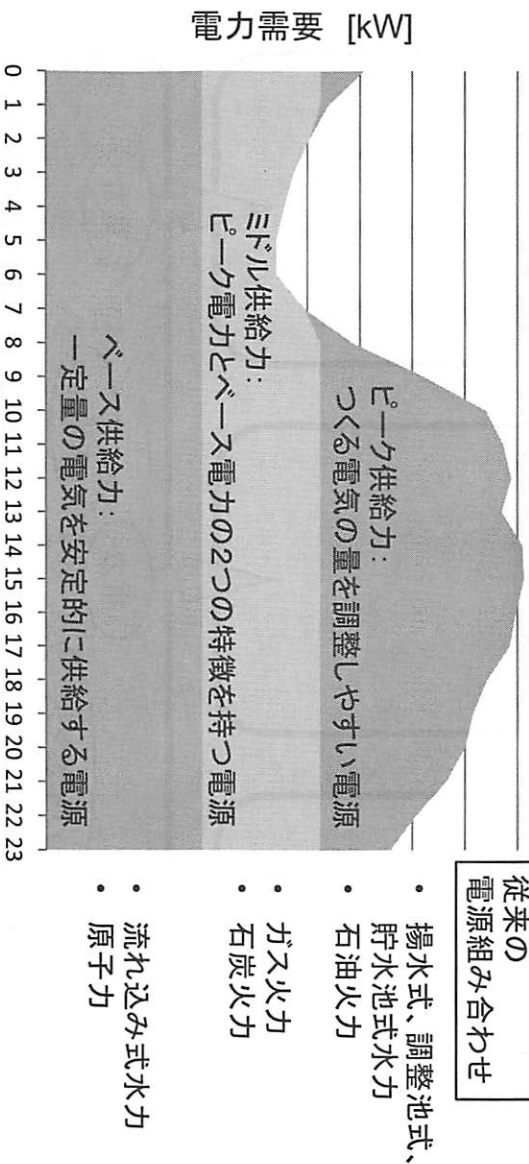 従来の
電源組み合わせ
電力需要 [kW]
ピーク供給力:
つくる電気の量を調整しやすい電源
ミドル供給力:
ピーク電力とベース電力の2つの特徴を持つ電源
ベース供給力:
一定量の電気を安定的に供給する電源
0 1 2 3 4 5 6 7 8 9 10 11 12 13 14 15 16 17 18 19 20 21 22 23
・ 揚水式、調整池式、
貯水池式水力
・ 石油火力
・ ガス火力
・ 石炭火力
・ 流れ込み式水力
・ 原子力